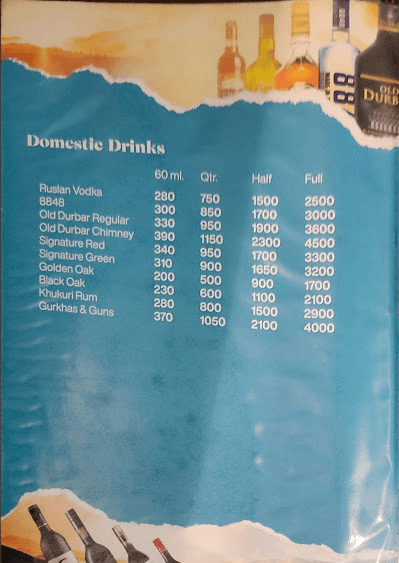 88
OLD
DURB
Domestic Drinks
60 ml. Qtr. Half Full
Ruslan Vodka 280 750 1500 2500
8848 300 850 1700 3000
Old Durbar Regular 330 950 1900 3600
Old Durbar Chimney 390 1150 2300 4500
Signature Red 340 950 1700 3300
Signature Green 310 900 1650 3200
Golden Oak 200 500 900 1700
Black Oak 230 600 1100 2100
Khukuri Rum 280 800 1500 2900
Gurkhas & Guns 370 1050 2100 4000